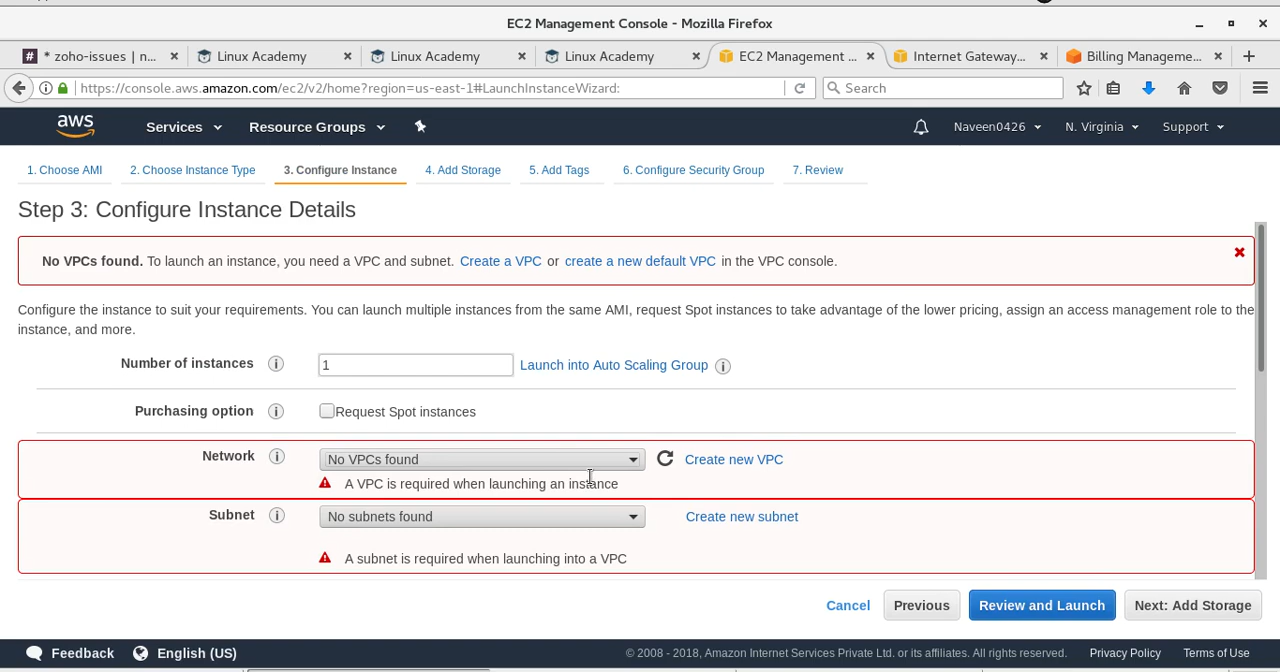 EC2 Management Console - Mozilla Firefox
# * zoho-issues | n... Linux Academy Linux Academy Linux Academy EC2 Management ... Internet Gateway... Billing Manageme...
https://console.aws.amazon.com/ec2/v2/home?region=us-east-1#LaunchInstanceWizard: Search
aws Services Resource Groups Naveen0426 N. Virginia Support
1. Choose AMI 2. Choose Instance Type 3. Configure Instance 4. Add Storage 5. Add Tags 6. Configure Security Group 7. Review
Step 3: Configure Instance Details
No VPCs found. To launch an instance, you need a VPC and subnet. Create a VPC or create a new default VPC in the VPC console.
Configure the instance to suit your requirements. You can launch multiple instances from the same AMI, request Spot instances to take advantage of the lower pricing, assign an access management role to the
instance, and more.
Number of instances 1 Launch into Auto Scaling Group
Purchasing option Request Spot instances
Network No VPCs found Create new VPC
A VPC is required when launching an instance
Subnet No subnets found Create new subnet
A subnet is required when launching into a VPC
Cancel Previous Review and Launch Next: Add Storage
Feedback English (US) © 2008 - 2018, Amazon Internet Services Private Ltd. or its affiliates. All rights reserved. Privacy Policy Terms of Use